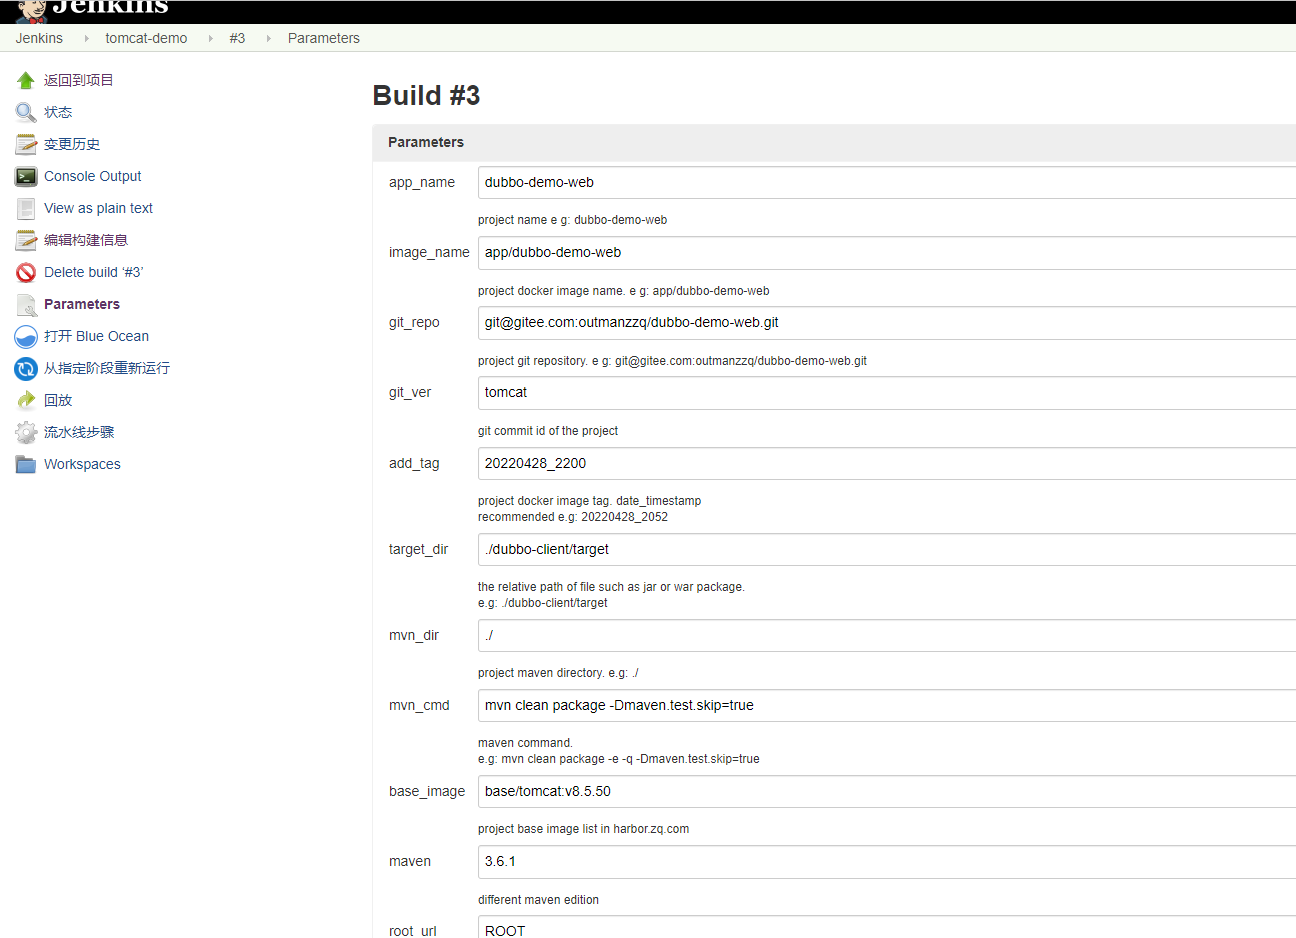 Jenkins
Jenkins tomcat-demo #3 Parameters
返回到项目
状态
变更历史
Console Output
View as plain text
编辑构建信息
Delete build ‘#3’
Parameters
打开 Blue Ocean
从指定阶段重新运行
回放
流水线步骤
Workspaces
Build #3
Parameters
app_name dubbo-demo-web
project name e g: dubbo-demo-web
image_name app/dubbo-demo-web
project docker image name. e g: app/dubbo-demo-web
git_repo git@gitee.com:outmanzzq/dubbo-demo-web.git
project git repository. e g: git@gitee.com:outmanzzq/dubbo-demo-web.git
git_ver tomcat
git commit id of the project
add_tag 20220428_2200
project docker image tag. date_timestamp
recommended e.g: 20220428_2052
target_dir ./dubbo-client/target
the relative path of file such as jar or war package.
e.g: ./dubbo-client/target
mvn_dir ./
project maven directory. e.g: ./
mvn_cmd mvn clean package -Dmaven.test.skip=true
maven command.
e.g: mvn clean package -e -q -Dmaven.test.skip=true
base_image base/tomcat:v8.5.50
project base image list in harbor.zq.com
maven 3.6.1
different maven edition
root_url ROOT